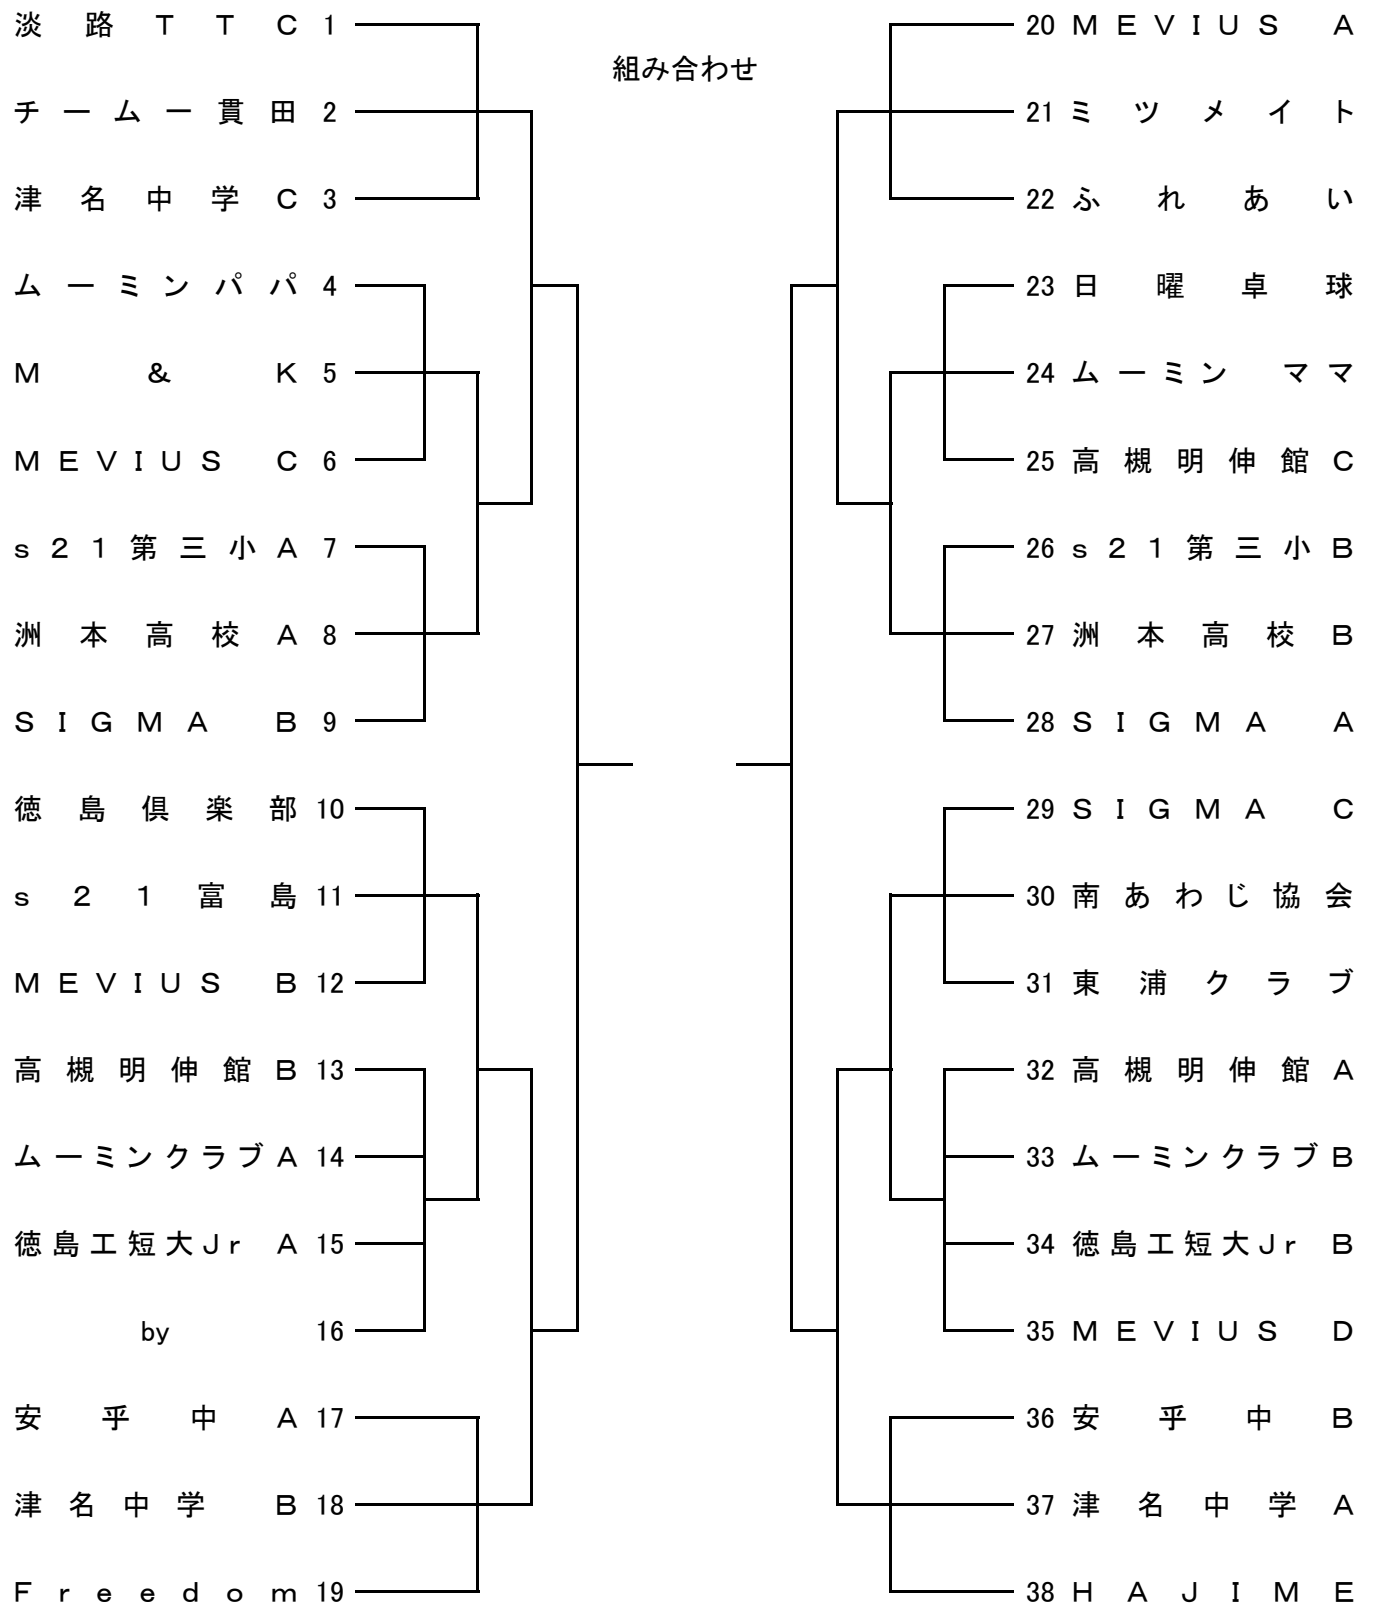 組み合わせ
淡路TTC 1
チーム一貫田 2
津名中学C 3
ムーミンパパ 4
M&K 5
MEVIUS C 6
s21第三小A 7
洲本高校A 8
SIGMA B 9
徳島倶楽部 10
s21富島 11
MEVIUS B 12
高槻明伸館B 13
ムーミンクラブA 14
徳島工短大Jr A 15
by 16
安乎中A 17
津名中学 B 18
Freedom 19
20 MEVIUS A
21 ミツメイト
22 ふれあい
23 日曜卓球
24 ムーミン ママ
25 高槻明伸館C
26 s21第三小B
27 洲本高校B
28 SIGMA A
29 SIGMA C
30 南あわじ協会
31 東浦クラブ
32 高槻明伸館A
33 ムーミンクラブB
34 徳島工短大Jr B
35 MEVIUS D
36 安乎中B
37 津名中学A
38 HAJIME